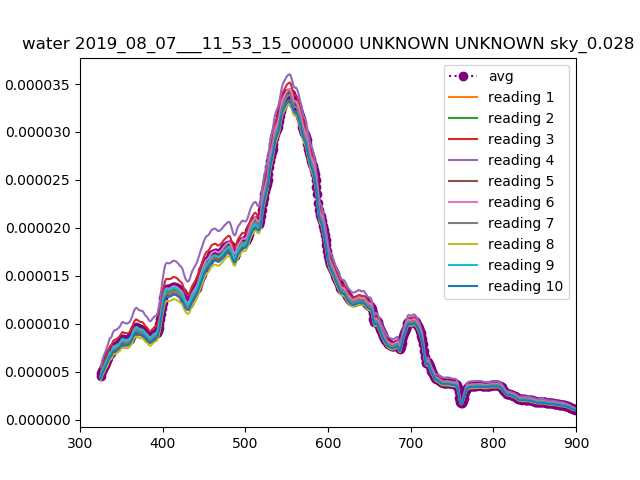 water 2019_08_07___11_53_15_000000 UNKNOWN UNKNOWN sky_0.028
0.000035
0.000030
0.000025
0.000020
0.000015
0.000010
0.000005
0.000000
300 400 500 600 700 800 900
avg
reading 1
reading 2
reading 3
reading 4
reading 5
reading 6
reading 7
reading 8
reading 9
reading 10